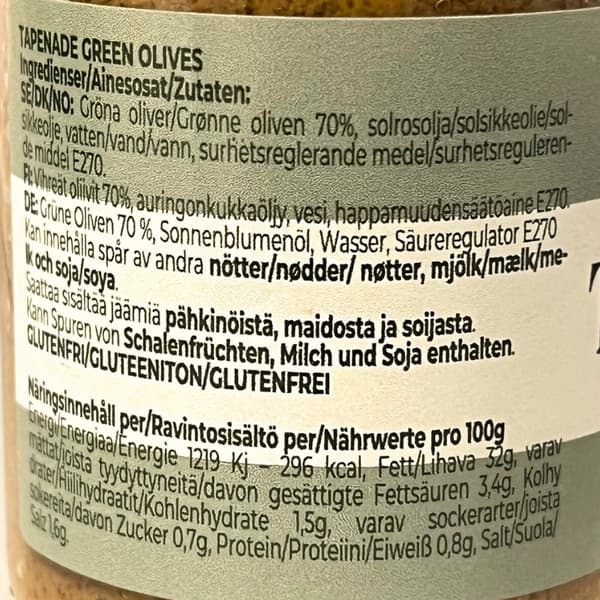 TAPENADE GREEN OLIVES
Ingredienser/Ainesosat/Zutaten:
SE/DK/NO: Gröna oliver/Grønne oliven 70%, solrosolja/solsikkeolie/sol-
sikkeolje, vatten/vand/vann, surhetsreglerande medel/surhetsreguleren-
de middel E270.
FI: Vihreät oliivit 70%, auringonkukkaöljy, vesi, happamuudensäätöaine E270.
DE: Grüne Oliven 70 %, Sonnenblumenöl, Wasser, Säureregulator E270
Kan innehålla spår av andra nötter/nødder/ nøtter, mjölk/mælk/me-
lk och soja/soya.
Saattaa sisältää jäämiä pähkinöistä, maidosta ja soijasta.
Kann Spuren von Schalenfrüchten, Milch und Soja enthalten.
GLUTENFRI/GLUTEENITON/GLUTENFREI
Näringsinnehåll per/Ravintosisältö per/Nährwerte pro 100g
Energi/Energiaa/Energie 1219 Kj – 296 kcal, Fett/Lihava 32g, varav
mättat/joista tyydyttyneitä/davon gesättigte Fettsäuren 3,4g, Kolhy
drater/Hiilihydraatit/Kohlenhydrate 1,5g, varav sockerarter/joista
sokereita/davon Zucker 0,7g, Protein/Proteiini/Eiweiß 0,8g, Salt/Suola/
Salz 1,6g.